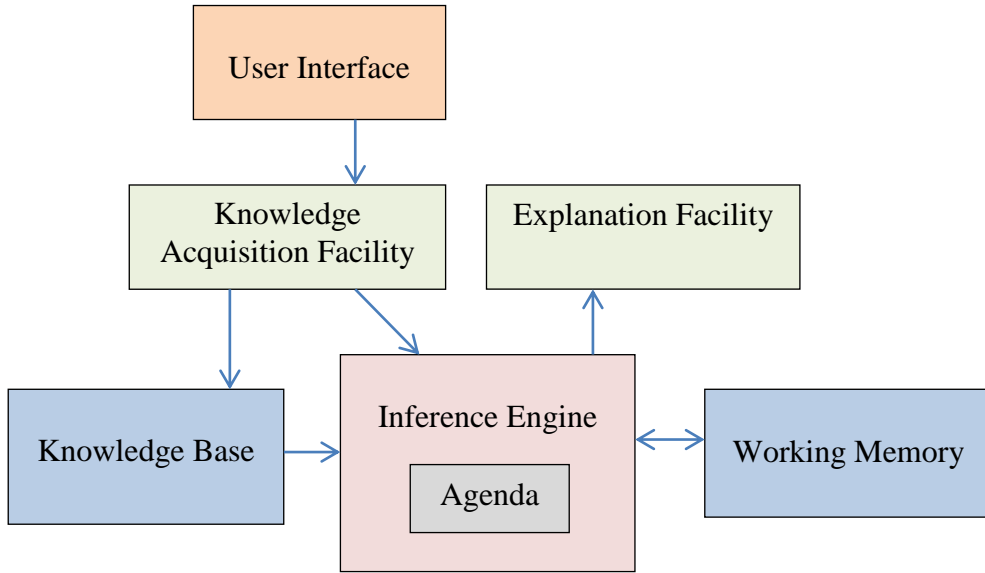 User Interface
Knowledge
Acquisition Facility
Explanation Facility
Inference Engine
Knowledge Base
Working Memory
Agenda